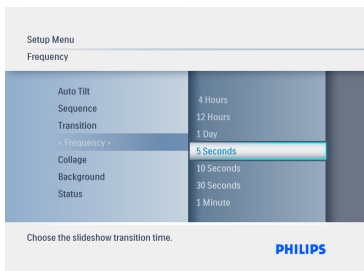 Setup Menu
Frequency
Auto Tilt
Sequence
Transition
< Frequency >
Collage
Background
Status
4 Hours
12 Hours
1 Day
5 Seconds
10 Seconds
30 Seconds
1 Minute
Choose the slideshow transition time.
PHILIPS